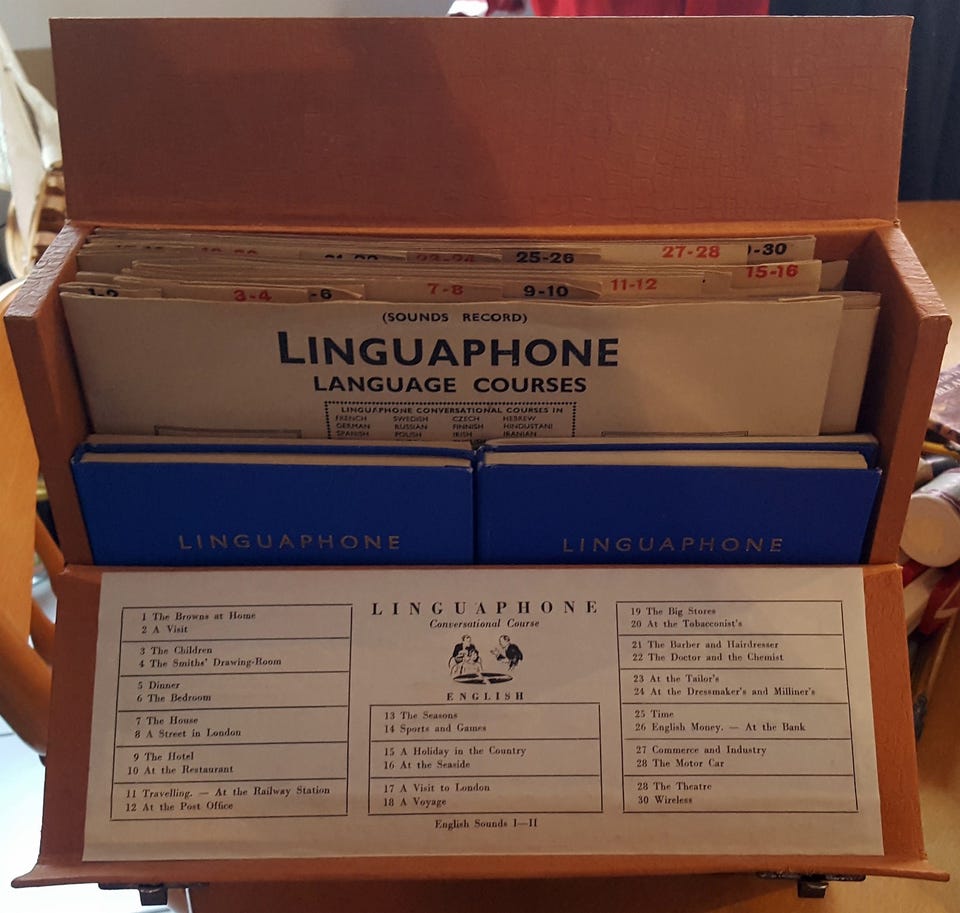 25-26
27-28
-30
15-16
1-2
3-4
-6
7-8
9-10
11-12
(SOUNDS RECORD)
LINGUAPHONE
LANGUAGE COURSES
LINGUAPHONE CONVERSATIONAL COURSES IN
FRENCH SWEDISH CZECH HEBREW
GERMAN RUSSIAN FINNISH HINDUSTANI
SPANISH POLISH IRISH IRANIAN
LINGUAPHONE
LINGUAPHONE
1 The Browns at Home
2 A Visit
3 The Children
4 The Smiths' Drawing-Room
5 Dinner
6 The Bedroom
7 The House
8 A Street in London
9 The Hotel
10 At the Restaurant
11 Travelling. — At the Railway Station
12 At the Post Office
LINGUAPHONE
Conversational Course
ENGLISH
13 The Seasons
14 Sports and Games
15 A Holiday in the Country
16 At the Seaside
17 A Visit to London
18 A Voyage
English Sounds I—II
19 The Big Stores
20 At the Tobacconist's
21 The Barber and Hairdresser
22 The Doctor and the Chemist
23 At the Tailor's
24 At the Dressmaker's and Milliner's
25 Time
26 English Money. — At the Bank
27 Commerce and Industry
28 The Motor Car
28 The Theatre
30 Wireless